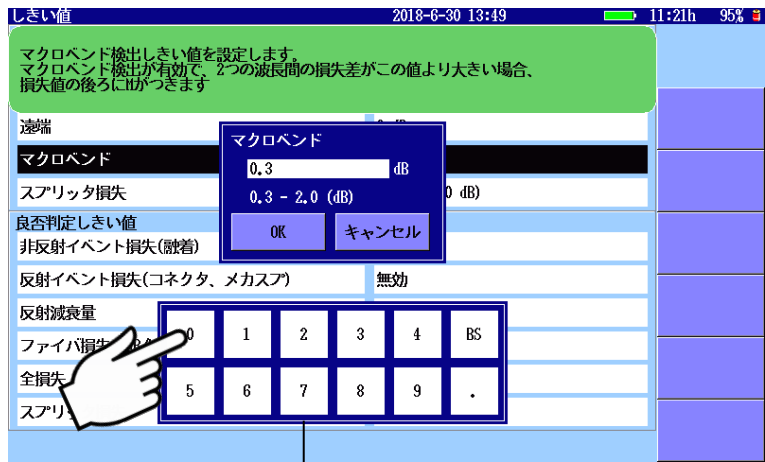 しきい値 2018-6-30 13:49 11:21h 95%
マクロベンド検出しきい値を設定します。
マクロベンド検出が有効で、2つの波長間の損失差がこの値より大きい場合、
損失値の後ろにMがつきます
遠端
マクロベンド
マクロベンド
0.3 dB
スプリッタ損失 0.3 - 2.0 (dB) dB)
良否判定しきい値
OK キャンセル
非反射イベント損失(融着)
反射イベント損失(コネクタ、メカスプ) 無効
反射減衰量
0 1 2 3 4 BS
ファイバ損失
全損失
5 6 7 8 9 .
スプリ